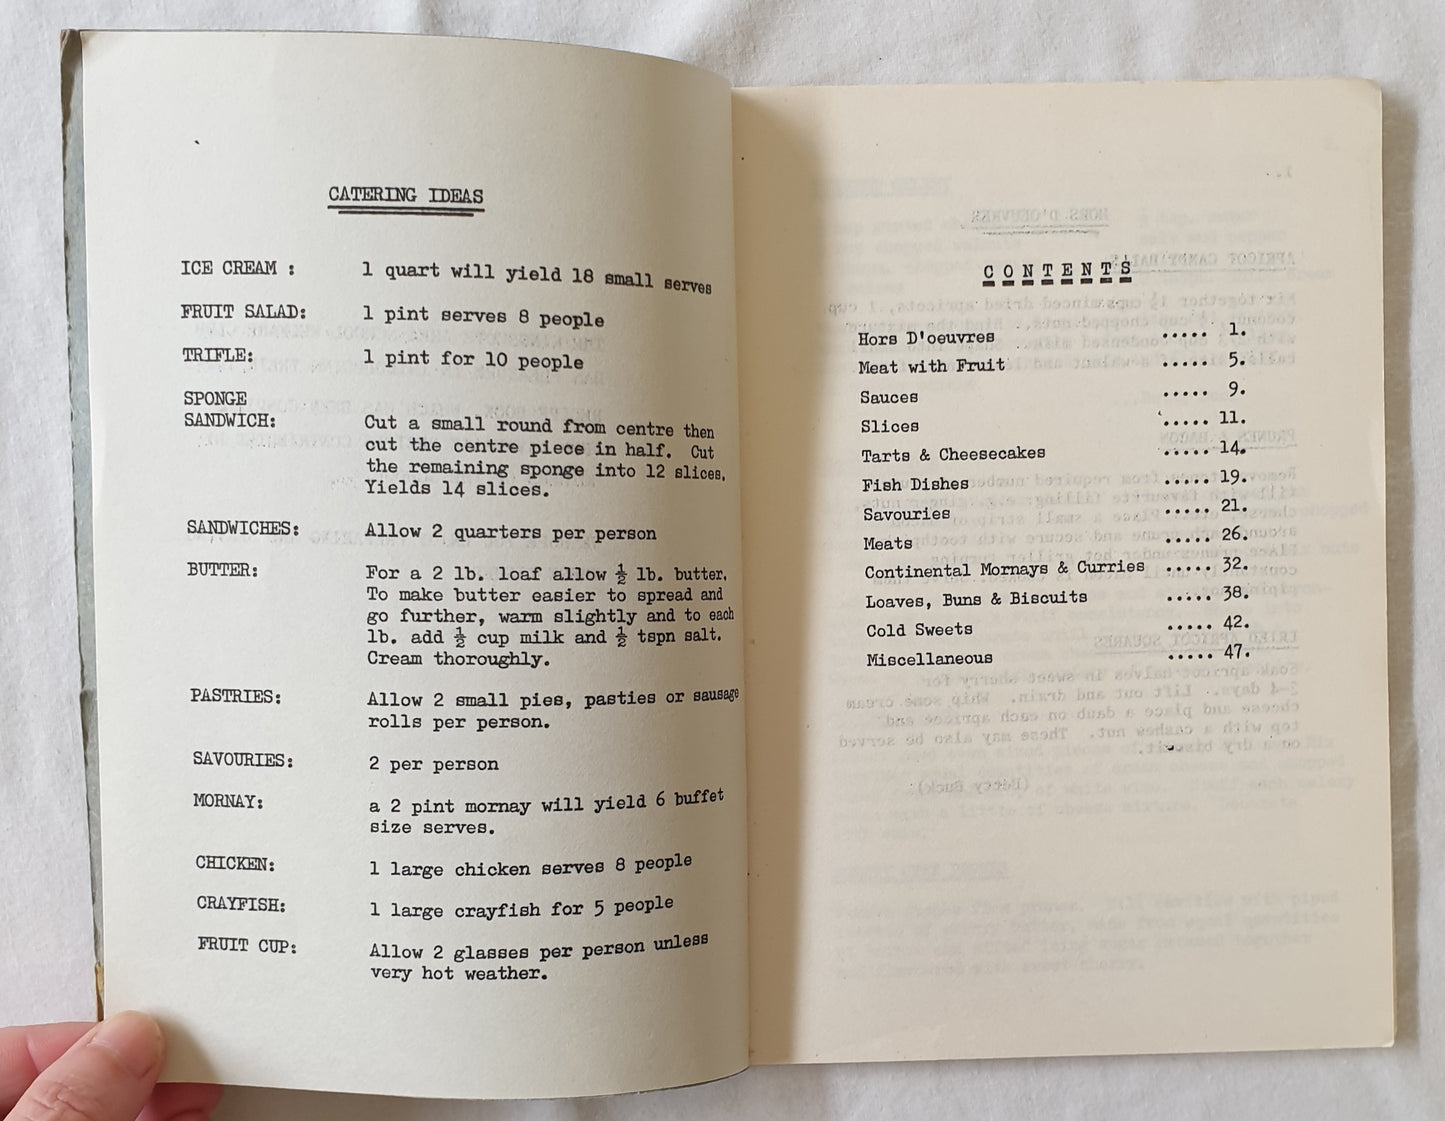 CATERING IDEAS
ICE CREAM : 1 quart will yield 18 small serves
FRUIT SALAD: 1 pint serves 8 people
TRIFLE: 1 pint for 10 people
SPONGE
SANDWICH: Cut a small round from centre then
cut the centre piece in half. Cut
the remaining sponge into 12 slices.
Yields 14 slices.
SANDWICHES: Allow 2 quarters per person
BUTTER: For a 2 lb. loaf allow ½ lb. butter.
To make butter easier to spread and
go further, warm slightly and to each
lb. add ½ cup milk and ½ tspn salt.
Cream thoroughly.
PASTRIES: Allow 2 small pies, pasties or sausage
rolls per person.
SAVOURIES: 2 per person
MORNAY: a 2 pint mornay will yield 6 buffet
size serves.
CHICKEN: 1 large chicken serves 8 people
CRAYFISH: 1 large crayfish for 5 people
FRUIT CUP: Allow 2 glasses per person unless
very hot weather.
CONTENTS
Hors D'oeuvres ..... 1.
Meat with Fruit ..... 5.
Sauces ..... 9.
Slices ..... 11.
Tarts & Cheesecakes ..... 14.
Fish Dishes ..... 19.
Savouries ..... 21.
Meats ..... 26.
Continental Mornays & Curries ..... 32.
Loaves, Buns & Biscuits ..... 38.
Cold Sweets ..... 42.
Miscellaneous ..... 47.